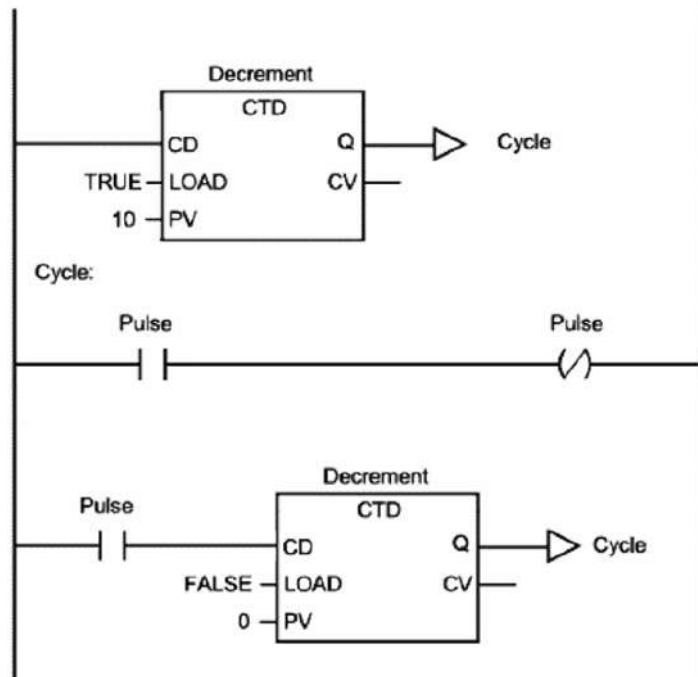 Decrement
CTD
CD Q Cycle
TRUE LOAD CV
10 PV
Cycle:
Pulse Pulse
Decrement
Pulse CTD
CD Q Cycle
FALSE LOAD CV
0 PV